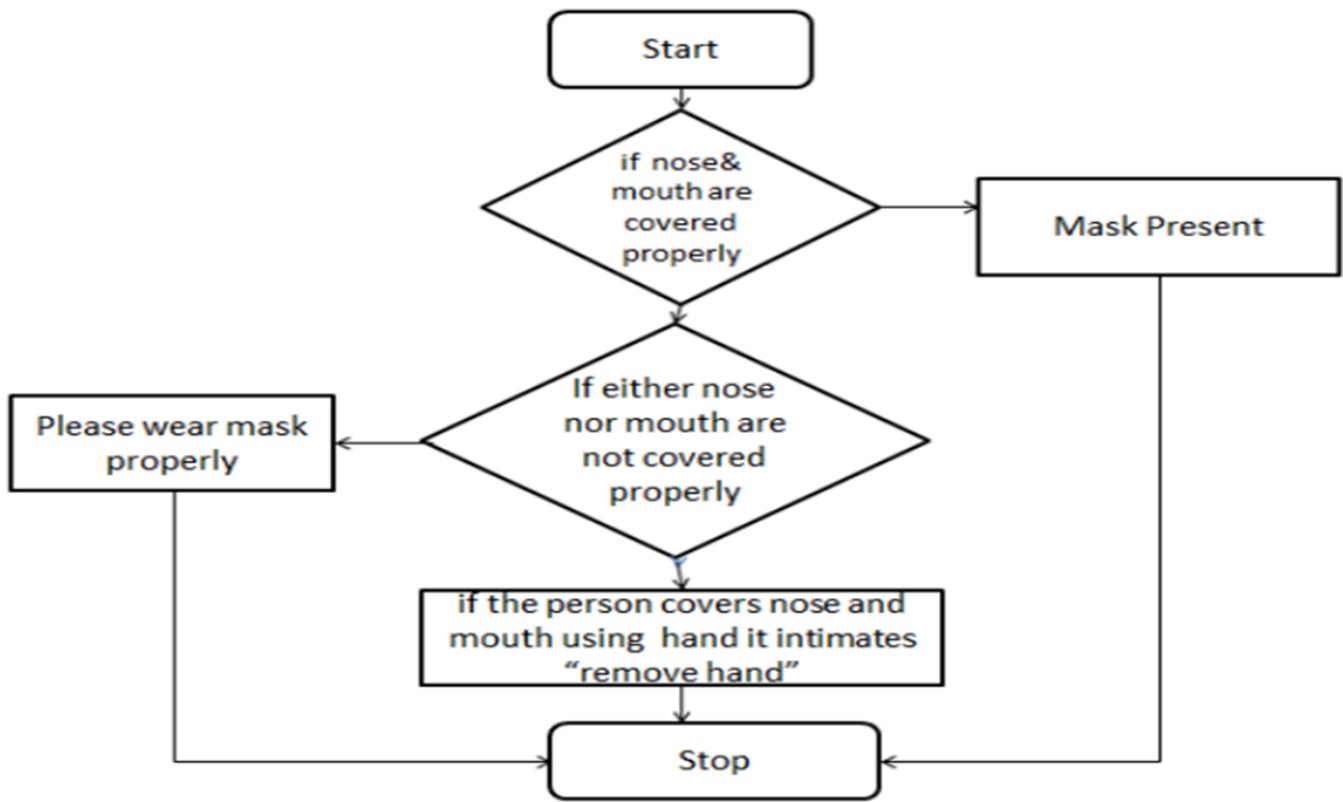 Start
if nose&
mouth are
covered
properly
Mask Present
If either nose
nor mouth are
not covered
properly
Please wear mask
properly
if the person covers nose and
mouth using hand it intimates
“remove hand”
Stop